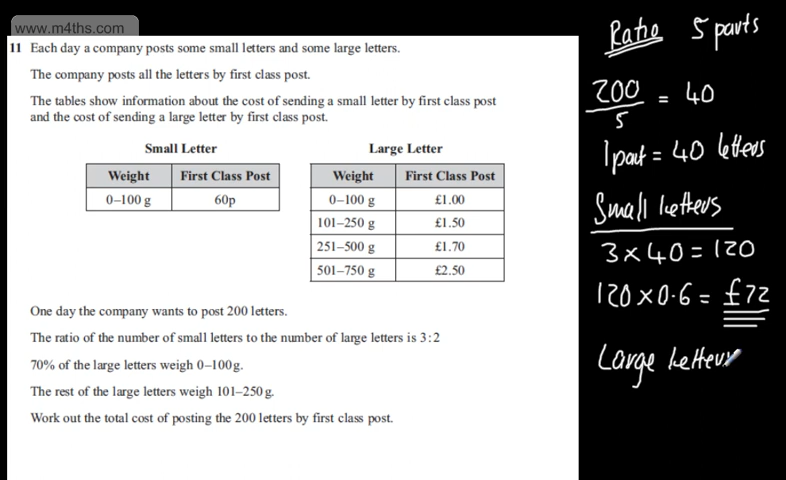 www.m4ths.com
11 Each day a company posts some small letters and some large letters.
The company posts all the letters by first class post.
The tables show information about the cost of sending a small letter by first class post
and the cost of sending a large letter by first class post.
Small Letter
Weight First Class Post
0–100 g 60p
Large Letter
Weight First Class Post
0–100 g £1.00
101–250 g £1.50
251–500 g £1.70
501–750 g £2.50
One day the company wants to post 200 letters.
The ratio of the number of small letters to the number of large letters is 3 : 2
70% of the large letters weigh 0–100 g.
The rest of the large letters weigh 101–250 g.
Work out the total cost of posting the 200 letters by first class post.
Ratio 5 parts
200/5 = 40
1 part = 40 letters
Small letters
3 × 40 = 120
120 × 0.6 = £72
Large letters